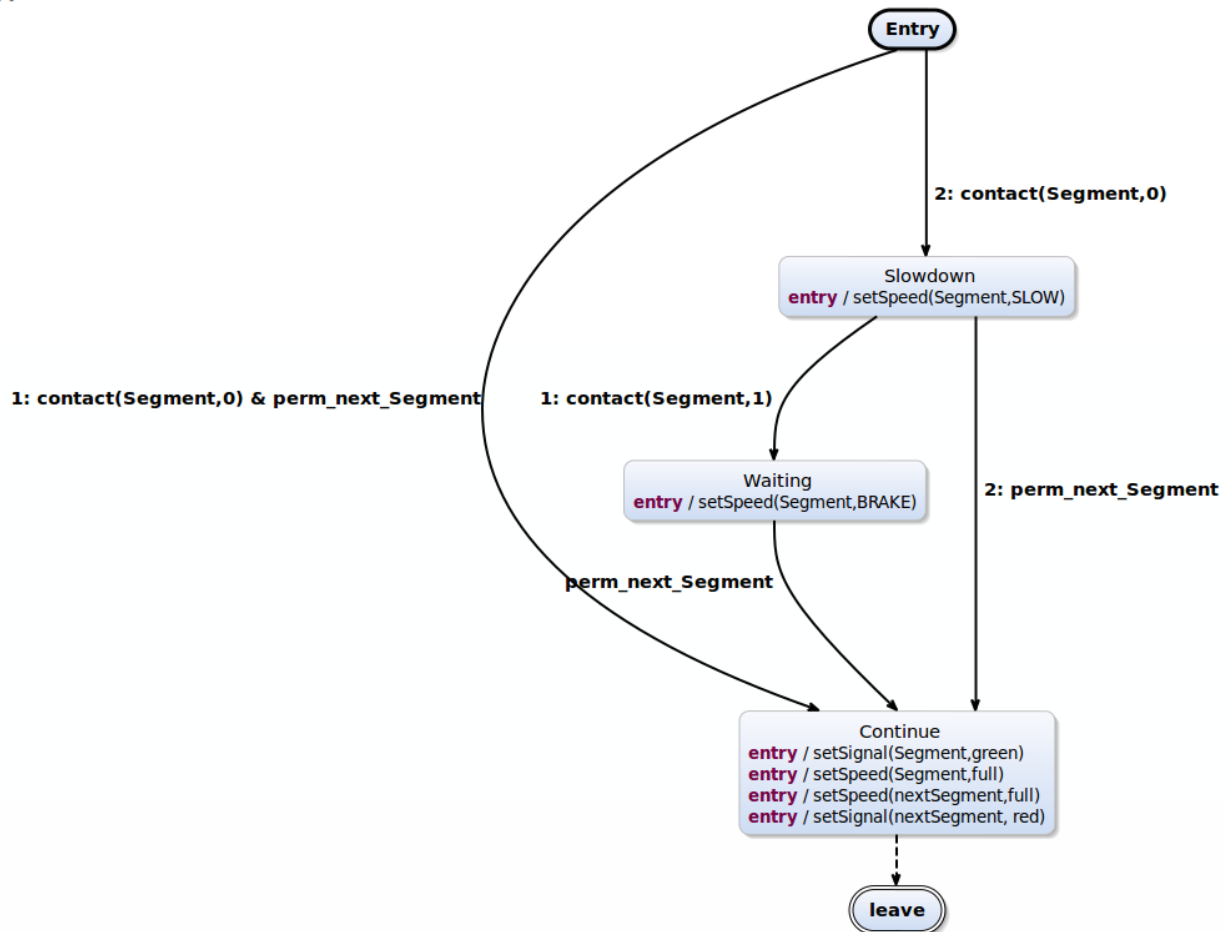 Entry
2: contact(Segment,0)
Slowdown
entry / setSpeed(Segment,SLOW)
1: contact(Segment,0) & perm_next_Segment
1: contact(Segment,1)
Waiting
entry / setSpeed(Segment,BRAKE)
2: perm_next_Segment
perm_next_Segment
Continue
entry / setSignal(Segment,green)
entry / setSpeed(Segment,full)
entry / setSpeed(nextSegment,full)
entry / setSignal(nextSegment, red)
leave